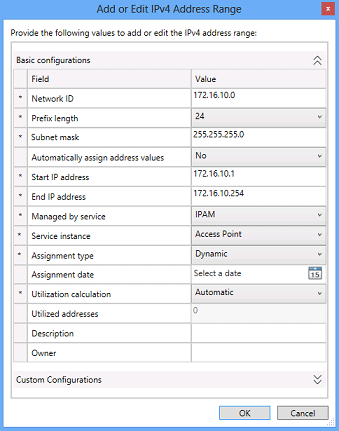 Add or Edit IPv4 Address Range
x
Provide the following values to add or edit the IPv4 address range:
Basic configurations
Field Value
* Network ID 172.16.10.0
* Prefix length 24
* Subnet mask 255.255.255.0
Automatically assign address values No
* Start IP address 172.16.10.1
* End IP address 172.16.10.254
* Managed by service IPAM
* Service instance Access Point
* Assignment type Dynamic
Assignment date Select a date 15
* Utilization calculation Automatic
Utilized addresses 0
Description
Owner
Custom Configurations
OK Cancel